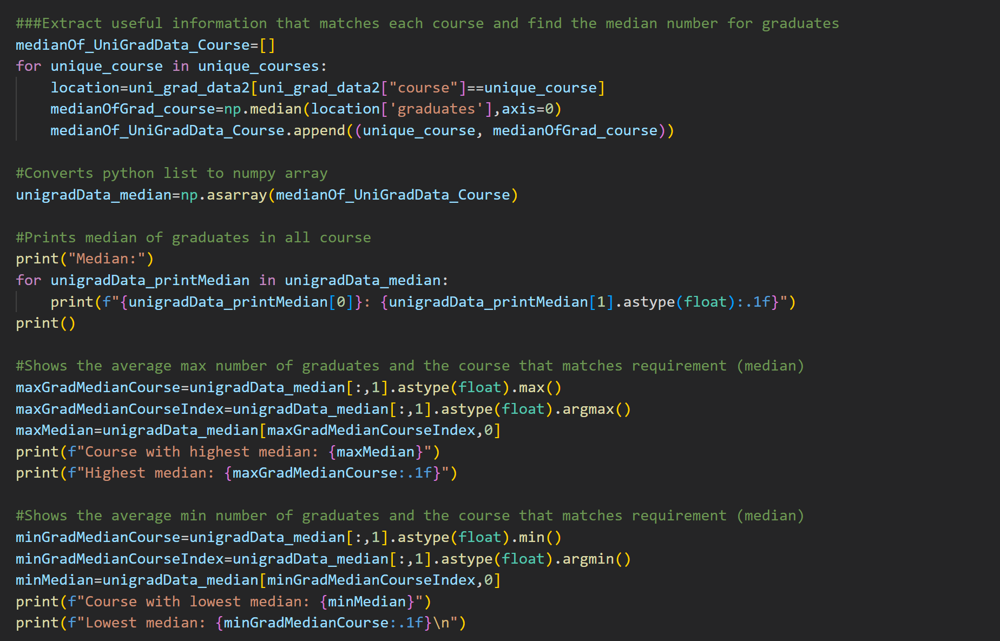 ###Extract useful information that matches each course and find the median number for graduates
medianOf_UniGradData_Course=[]
for unique_course in unique_courses:
    location=uni_grad_data2[uni_grad_data2["course"]==unique_course]
    medianOfGrad_course=np.median(location['graduates'],axis=0)
    medianOf_UniGradData_Course.append((unique_course, medianOfGrad_course))

#Converts python list to numpy array
unigradData_median=np.asarray(medianOf_UniGradData_Course)

#Prints median of graduates in all course
print("Median:")
for unigradData_printMedian in unigradData_median:
    print(f"{unigradData_printMedian[0]}: {unigradData_printMedian[1].astype(float):.1f}")
print()

#Shows the average max number of graduates and the course that matches requirement (median)
maxGradMedianCourse=unigradData_median[:,1].astype(float).max()
maxGradMedianCourseIndex=unigradData_median[:,1].astype(float).argmax()
maxMedian=unigradData_median[maxGradMedianCourseIndex,0]
print(f"Course with highest median: {maxMedian}")
print(f"Highest median: {maxGradMedianCourse:.1f}")

#Shows the average min number of graduates and the course that matches requirement (median)
minGradMedianCourse=unigradData_median[:,1].astype(float).min()
minGradMedianCourseIndex=unigradData_median[:,1].astype(float).argmin()
minMedian=unigradData_median[minGradMedianCourseIndex,0]
print(f"Course with lowest median: {minMedian}")
print(f"Lowest median: {minGradMedianCourse:.1f}\n")